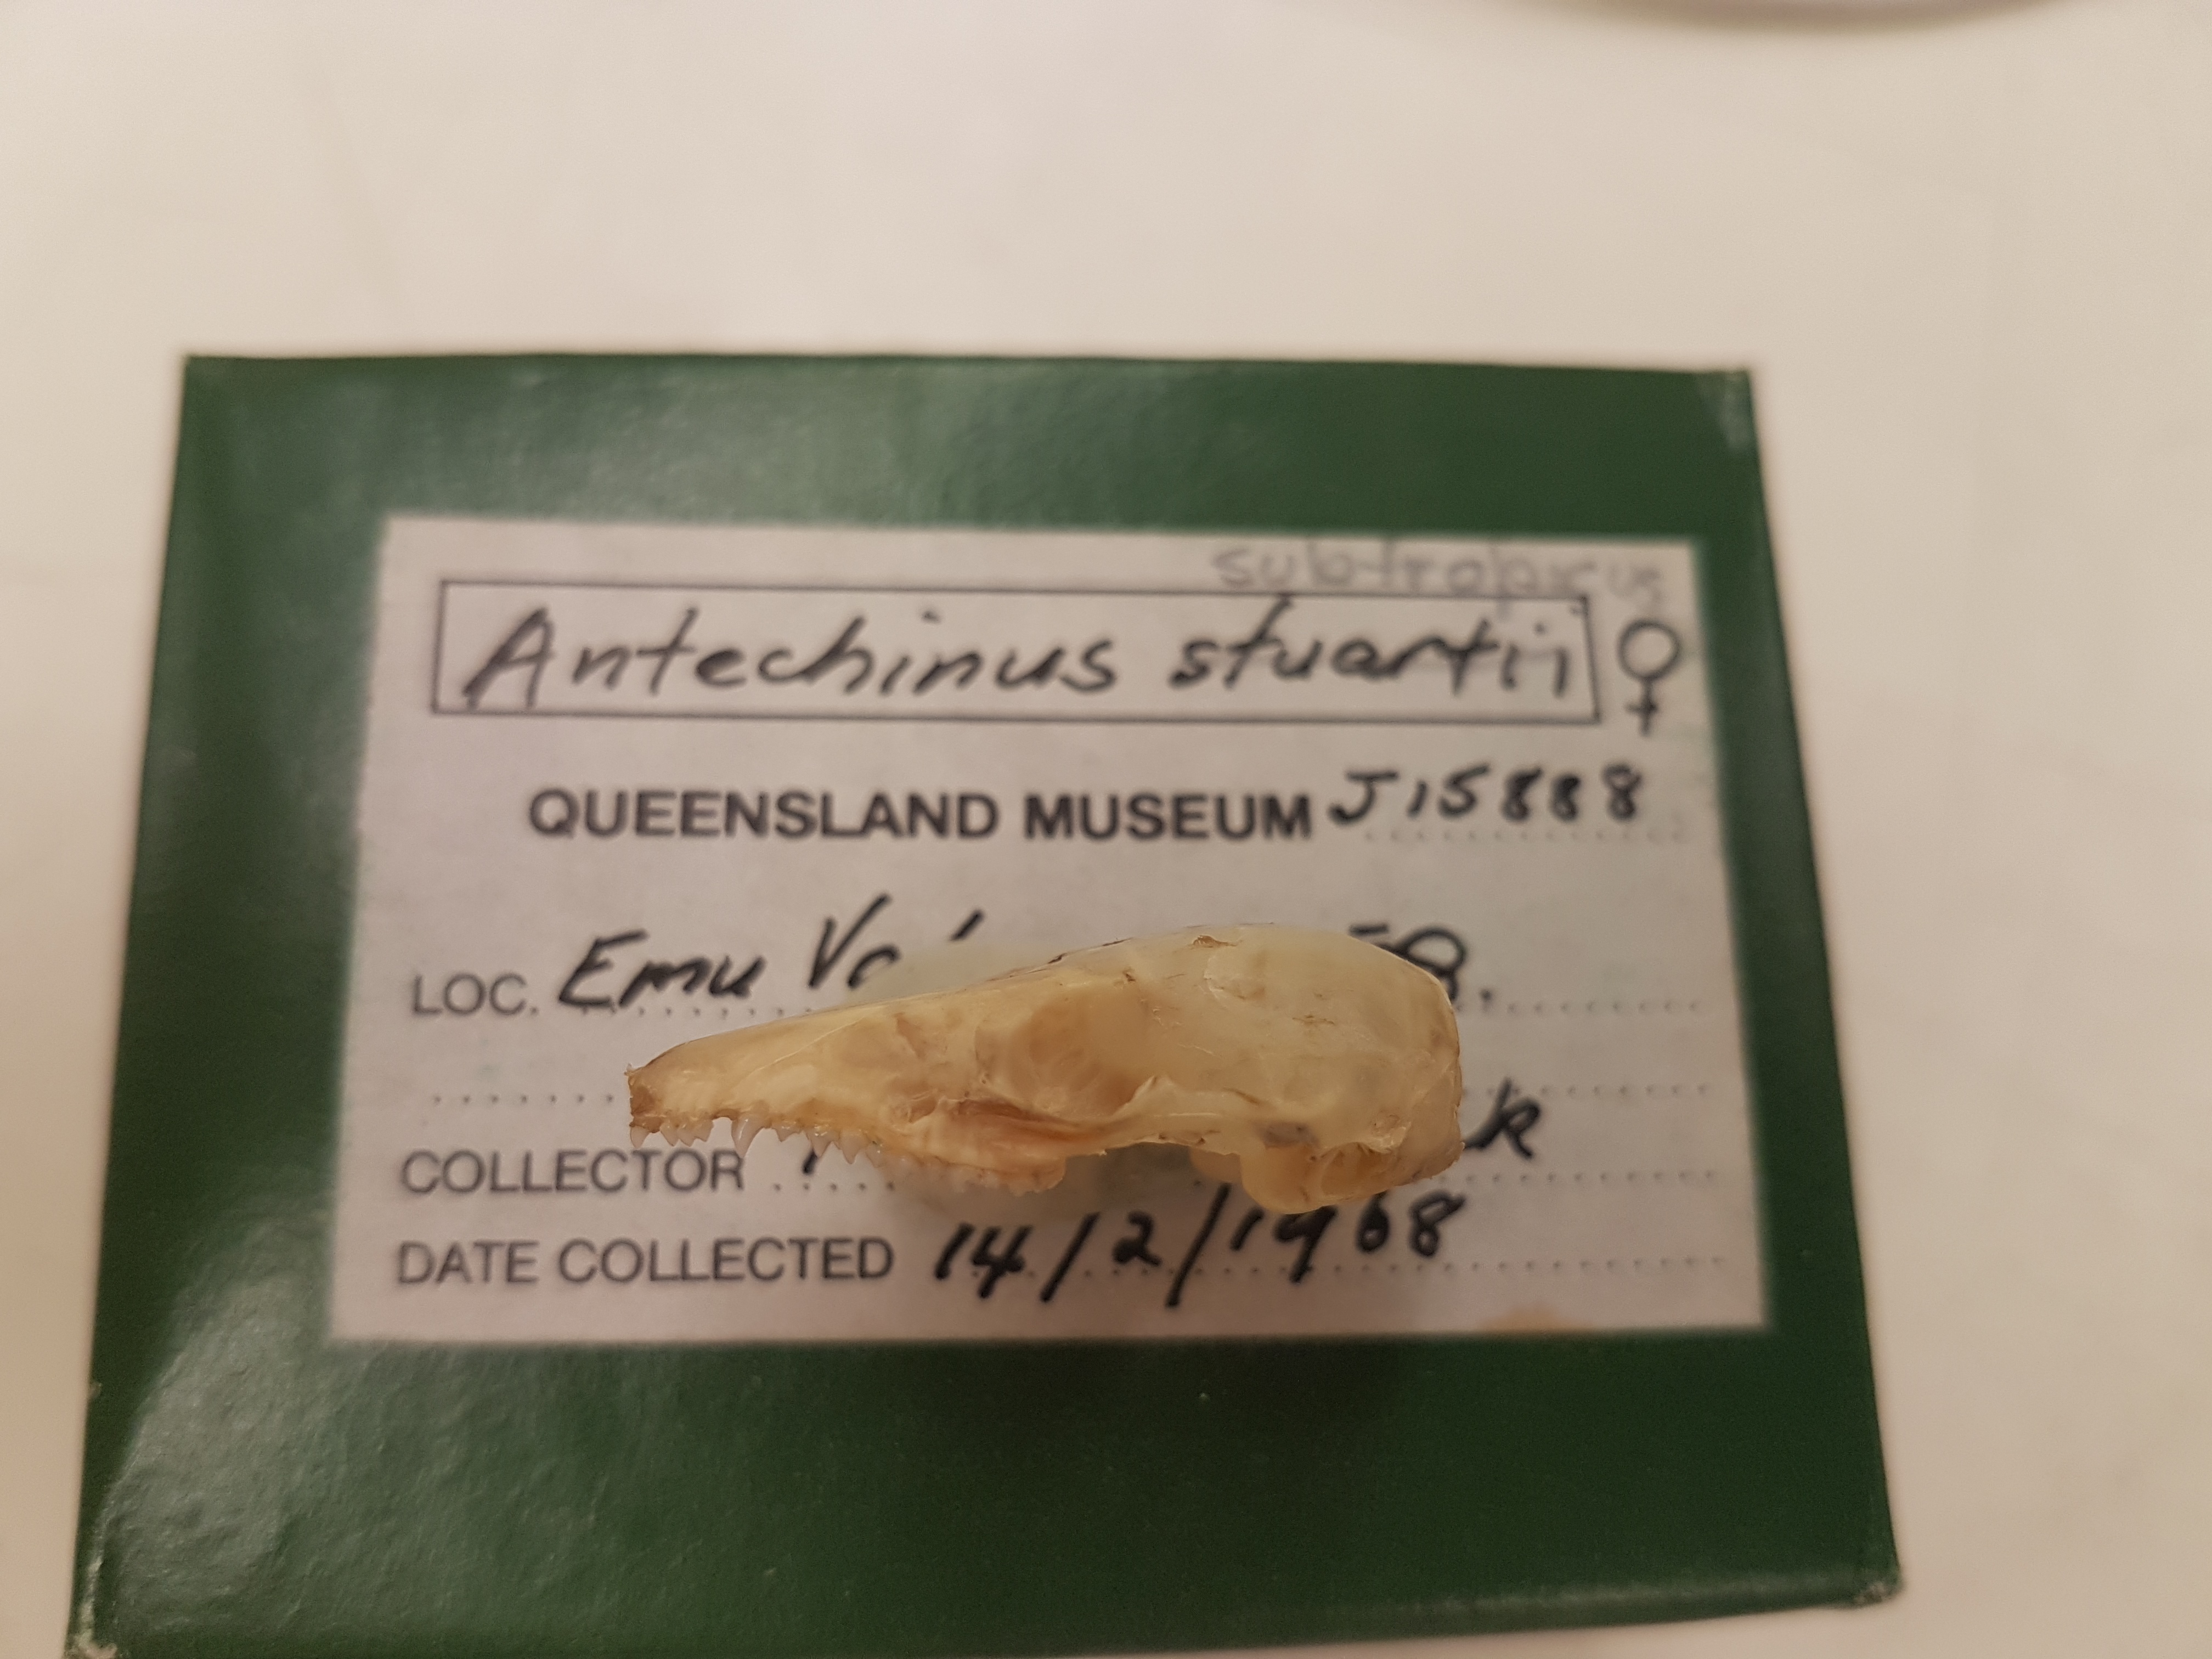 subtropicus
Antechinus stuartii ♀
QUEENSLAND MUSEUM J15888
LOC. Emu
COLLECTOR
DATE COLLECTED 14/2/1968